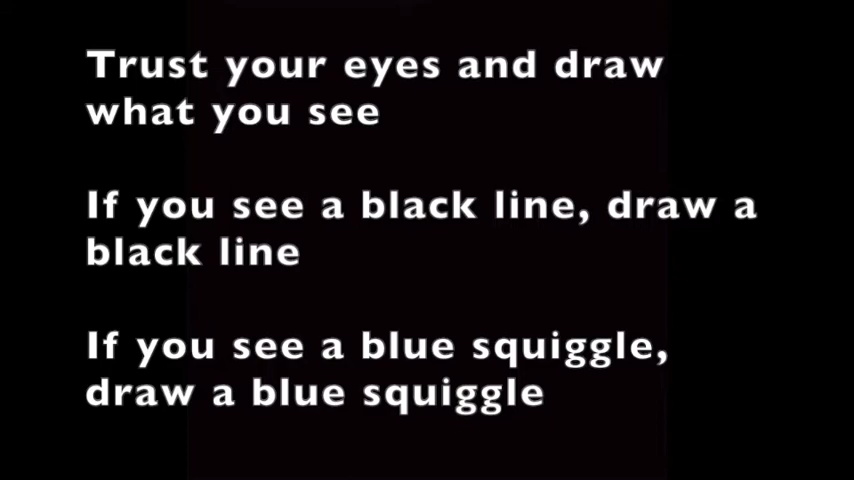 Trust your eyes and draw
what you see
If you see a black line, draw a
black line
If you see a blue squiggle,
draw a blue squiggle